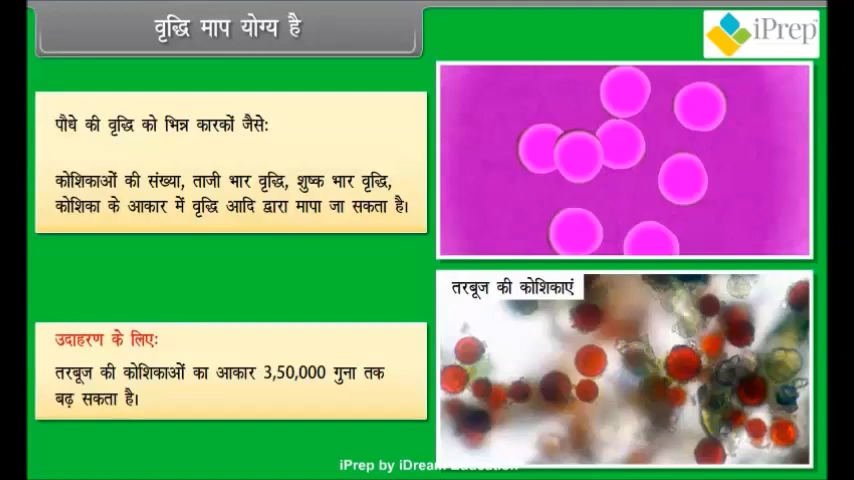 वृद्धि माप योग्य है
iPrep
पौधे की वृद्धि को भिन्न कारकों जैसे:
कोशिकाओं की संख्या, ताजी भार वृद्धि, शुष्क भार वृद्धि,
कोशिका के आकार में वृद्धि आदि द्वारा मापा जा सकता है।
तरबूज की कोशिकाएं
उदाहरण के लिए:
तरबूज की कोशिकाओं का आकार 3,50,000 गुना तक
बढ़ सकता है।
iPrep by iDream Education